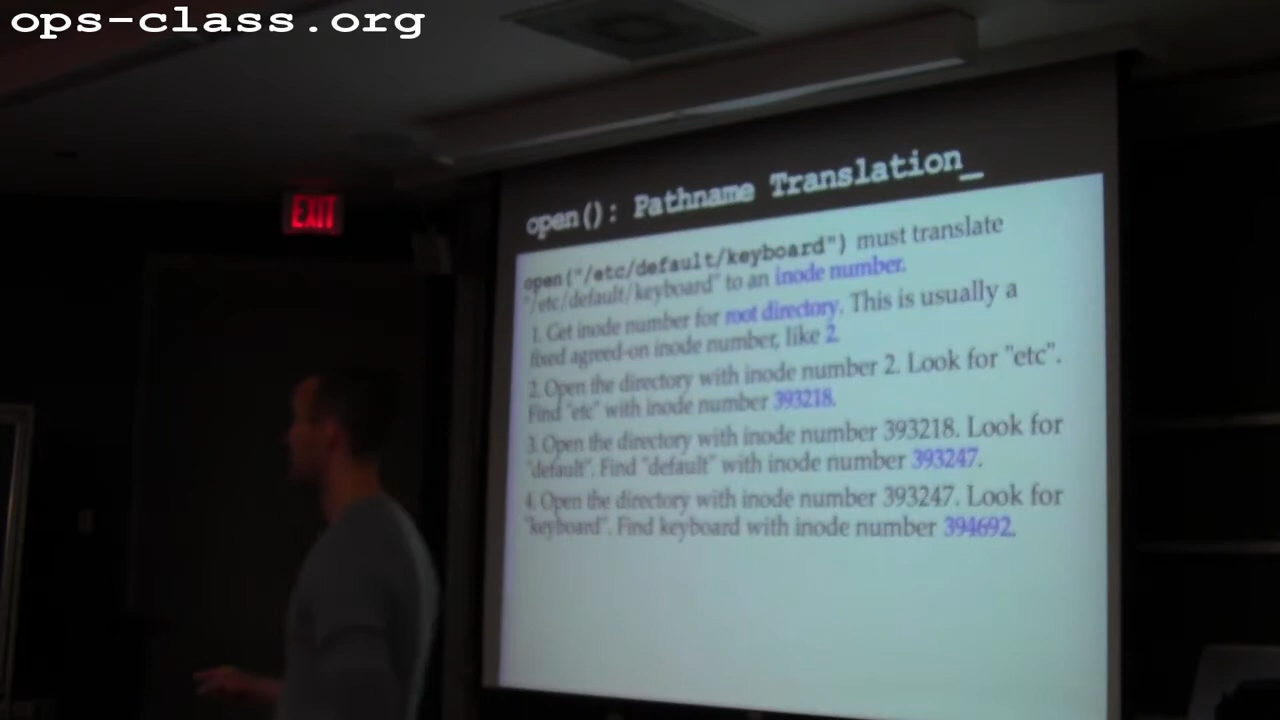 ops-class.org
EXIT
open(): Pathname Translation_
open("/etc/default/keyboard") must translate
"/etc/default/keyboard" to an inode number.
1. Get inode number for root directory. This is usually a
fixed agreed-on inode number, like 2.
2. Open the directory with inode number 2. Look for "etc".
Find "etc" with inode number 393218.
3. Open the directory with inode number 393218. Look for
"default". Find "default" with inode number 393247.
4. Open the directory with inode number 393247. Look for
"keyboard". Find keyboard with inode number 394692.